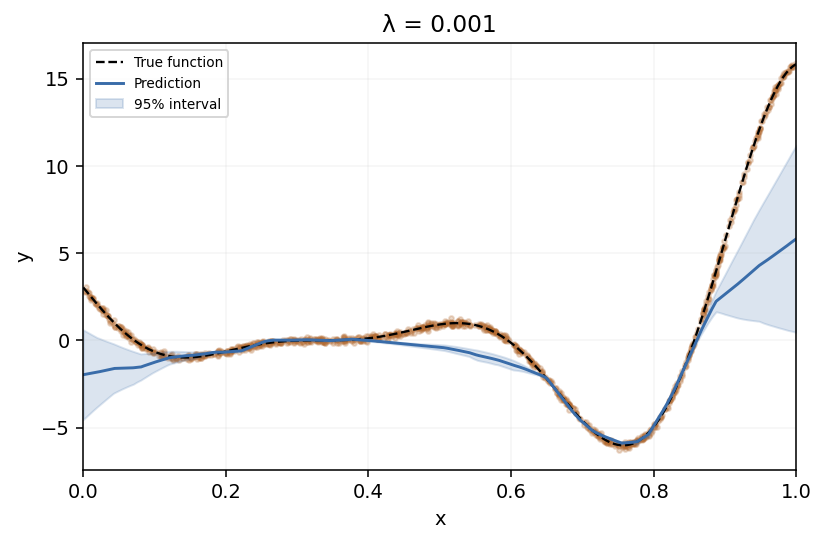 λ = 0.001
True function
Prediction
95% interval
y
15
10
5
0
−5
0.0 0.2 0.4 0.6 0.8 1.0
x